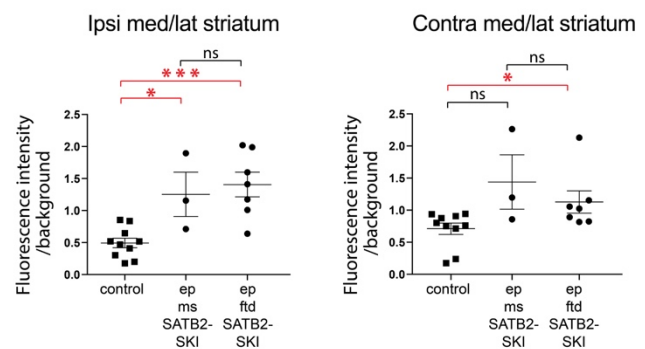 Ipsi med/lat striatum
ns
***
*
Fluorescence intensity
/background
2.5
2.0
1.5
1.0
0.5
0.0
control
ep
ms
SATB2-
SKI
ep
ftd
SATB2-
SKI
Contra med/lat striatum
ns
*
ns
Fluorescence intensity
/background
2.5
2.0
1.5
1.0
0.5
0.0
control
ep
ms
SATB2-
SKI
ep
ftd
SATB2-
SKI